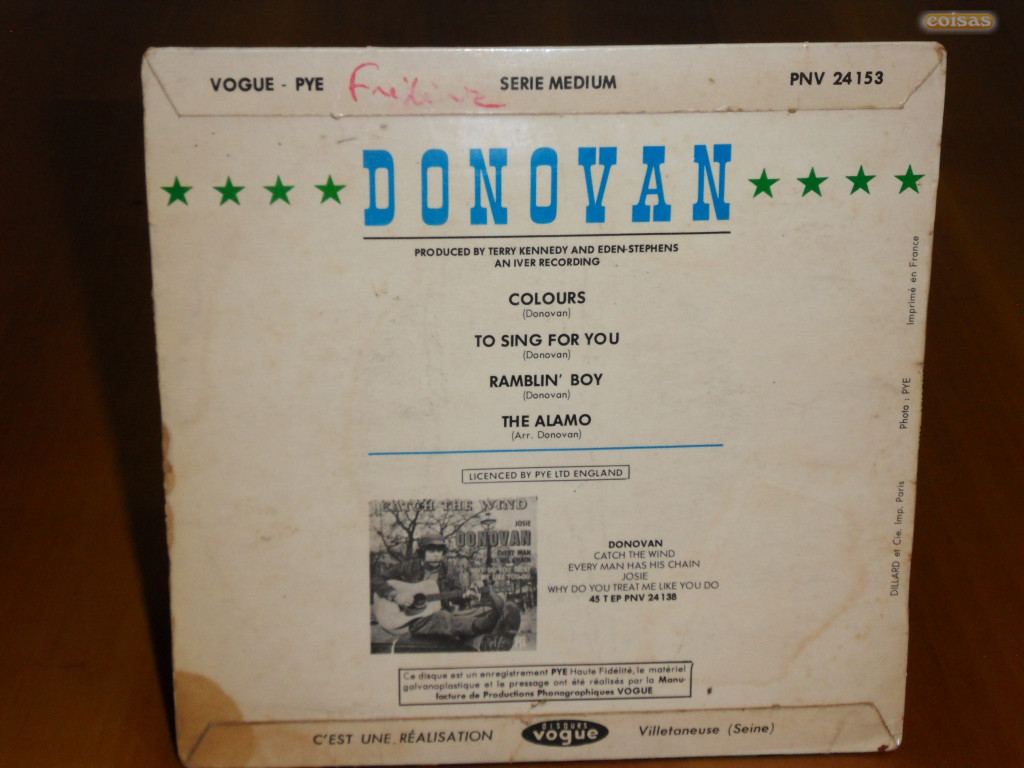 coisas
VOGUE - PYE
SERIE MEDIUM
PNV 24153
DONOVAN
PRODUCED BY TERRY KENNEDY AND EDEN-STEPHENS
AN IVER RECORDING
COLOURS
(Donovan)
TO SING FOR YOU
(Donovan)
RAMBLIN' BOY
(Donovan)
THE ALAMO
(Arr. Donovan)
LICENCED BY PYE LTD ENGLAND
CATCH THE WIND
JOSIE
DONOVAN
EVERY MAN
HAS HIS CHAIN
DONOVAN
CATCH THE WIND
EVERY MAN HAS HIS CHAIN
JOSIE
WHY DO YOU TREAT ME LIKE YOU DO
45 T EP PNV 24138
Ce disque est un enregistrement PYE Haute Fidélité, le matériel
galvanoplastique et le pressage ont été réalisés par la Manu-
facture de Productions Phonographiques VOGUE
C'EST UNE RÉALISATION
DISQUES
vogue
Villetaneuse (Seine)
Imprimé en France
Photo : PYE
DILLARD et Cie. Imp. Paris